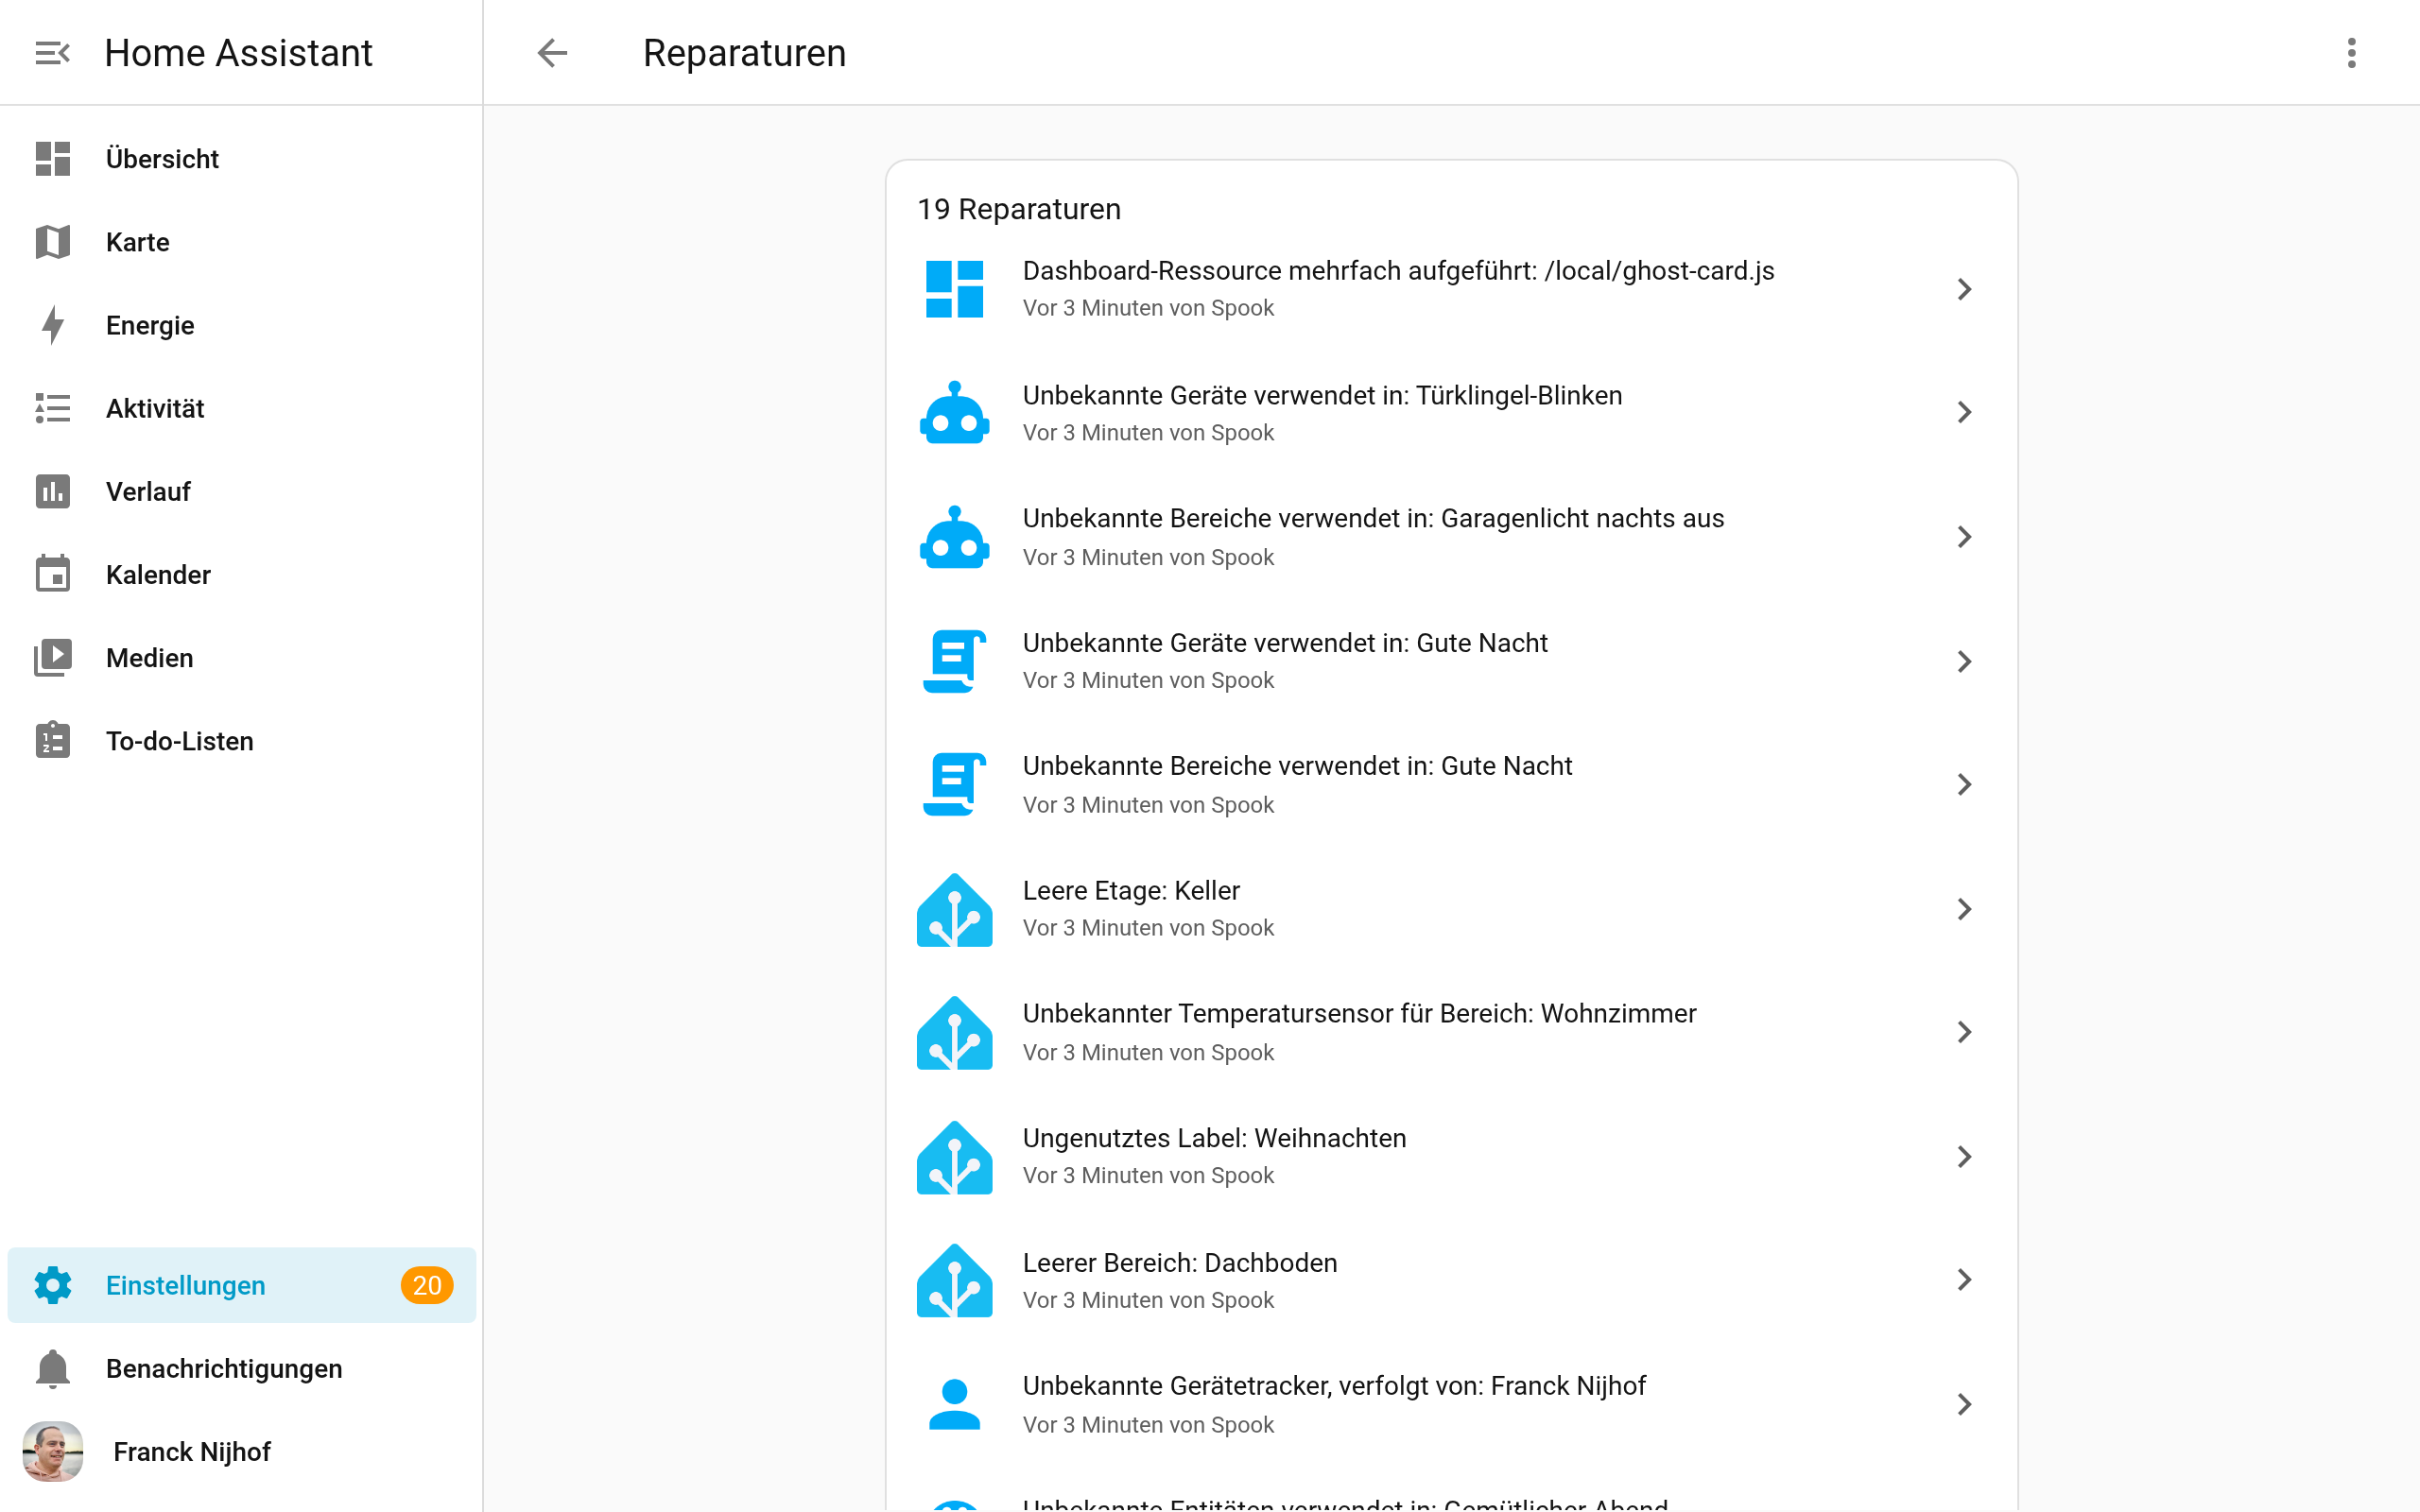 Home Assistant
Übersicht
Karte
Energie
Aktivität
Verlauf
Kalender
Medien
To-do-Listen
Einstellungen
20
Benachrichtigungen
Franck Nijhof
Reparaturen
19 Reparaturen
Dashboard-Ressource mehrfach aufgeführt: /local/ghost-card.js
Vor 3 Minuten von Spook
Unbekannte Geräte verwendet in: Türklingel-Blinken
Vor 3 Minuten von Spook
Unbekannte Bereiche verwendet in: Garagenlicht nachts aus
Vor 3 Minuten von Spook
Unbekannte Geräte verwendet in: Gute Nacht
Vor 3 Minuten von Spook
Unbekannte Bereiche verwendet in: Gute Nacht
Vor 3 Minuten von Spook
Leere Etage: Keller
Vor 3 Minuten von Spook
Unbekannter Temperatursensor für Bereich: Wohnzimmer
Vor 3 Minuten von Spook
Ungenutztes Label: Weihnachten
Vor 3 Minuten von Spook
Leerer Bereich: Dachboden
Vor 3 Minuten von Spook
Unbekannte Gerätetracker, verfolgt von: Franck Nijhof
Vor 3 Minuten von Spook
Unbekannte Entitäten verwendet in: Gemütlicher Abend